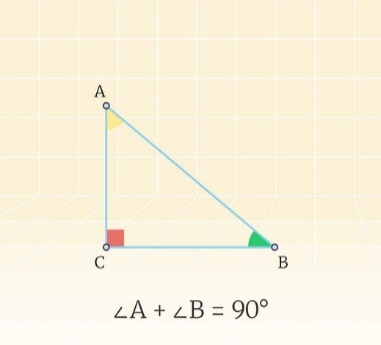 A
C
B
∠A + ∠B = 90°